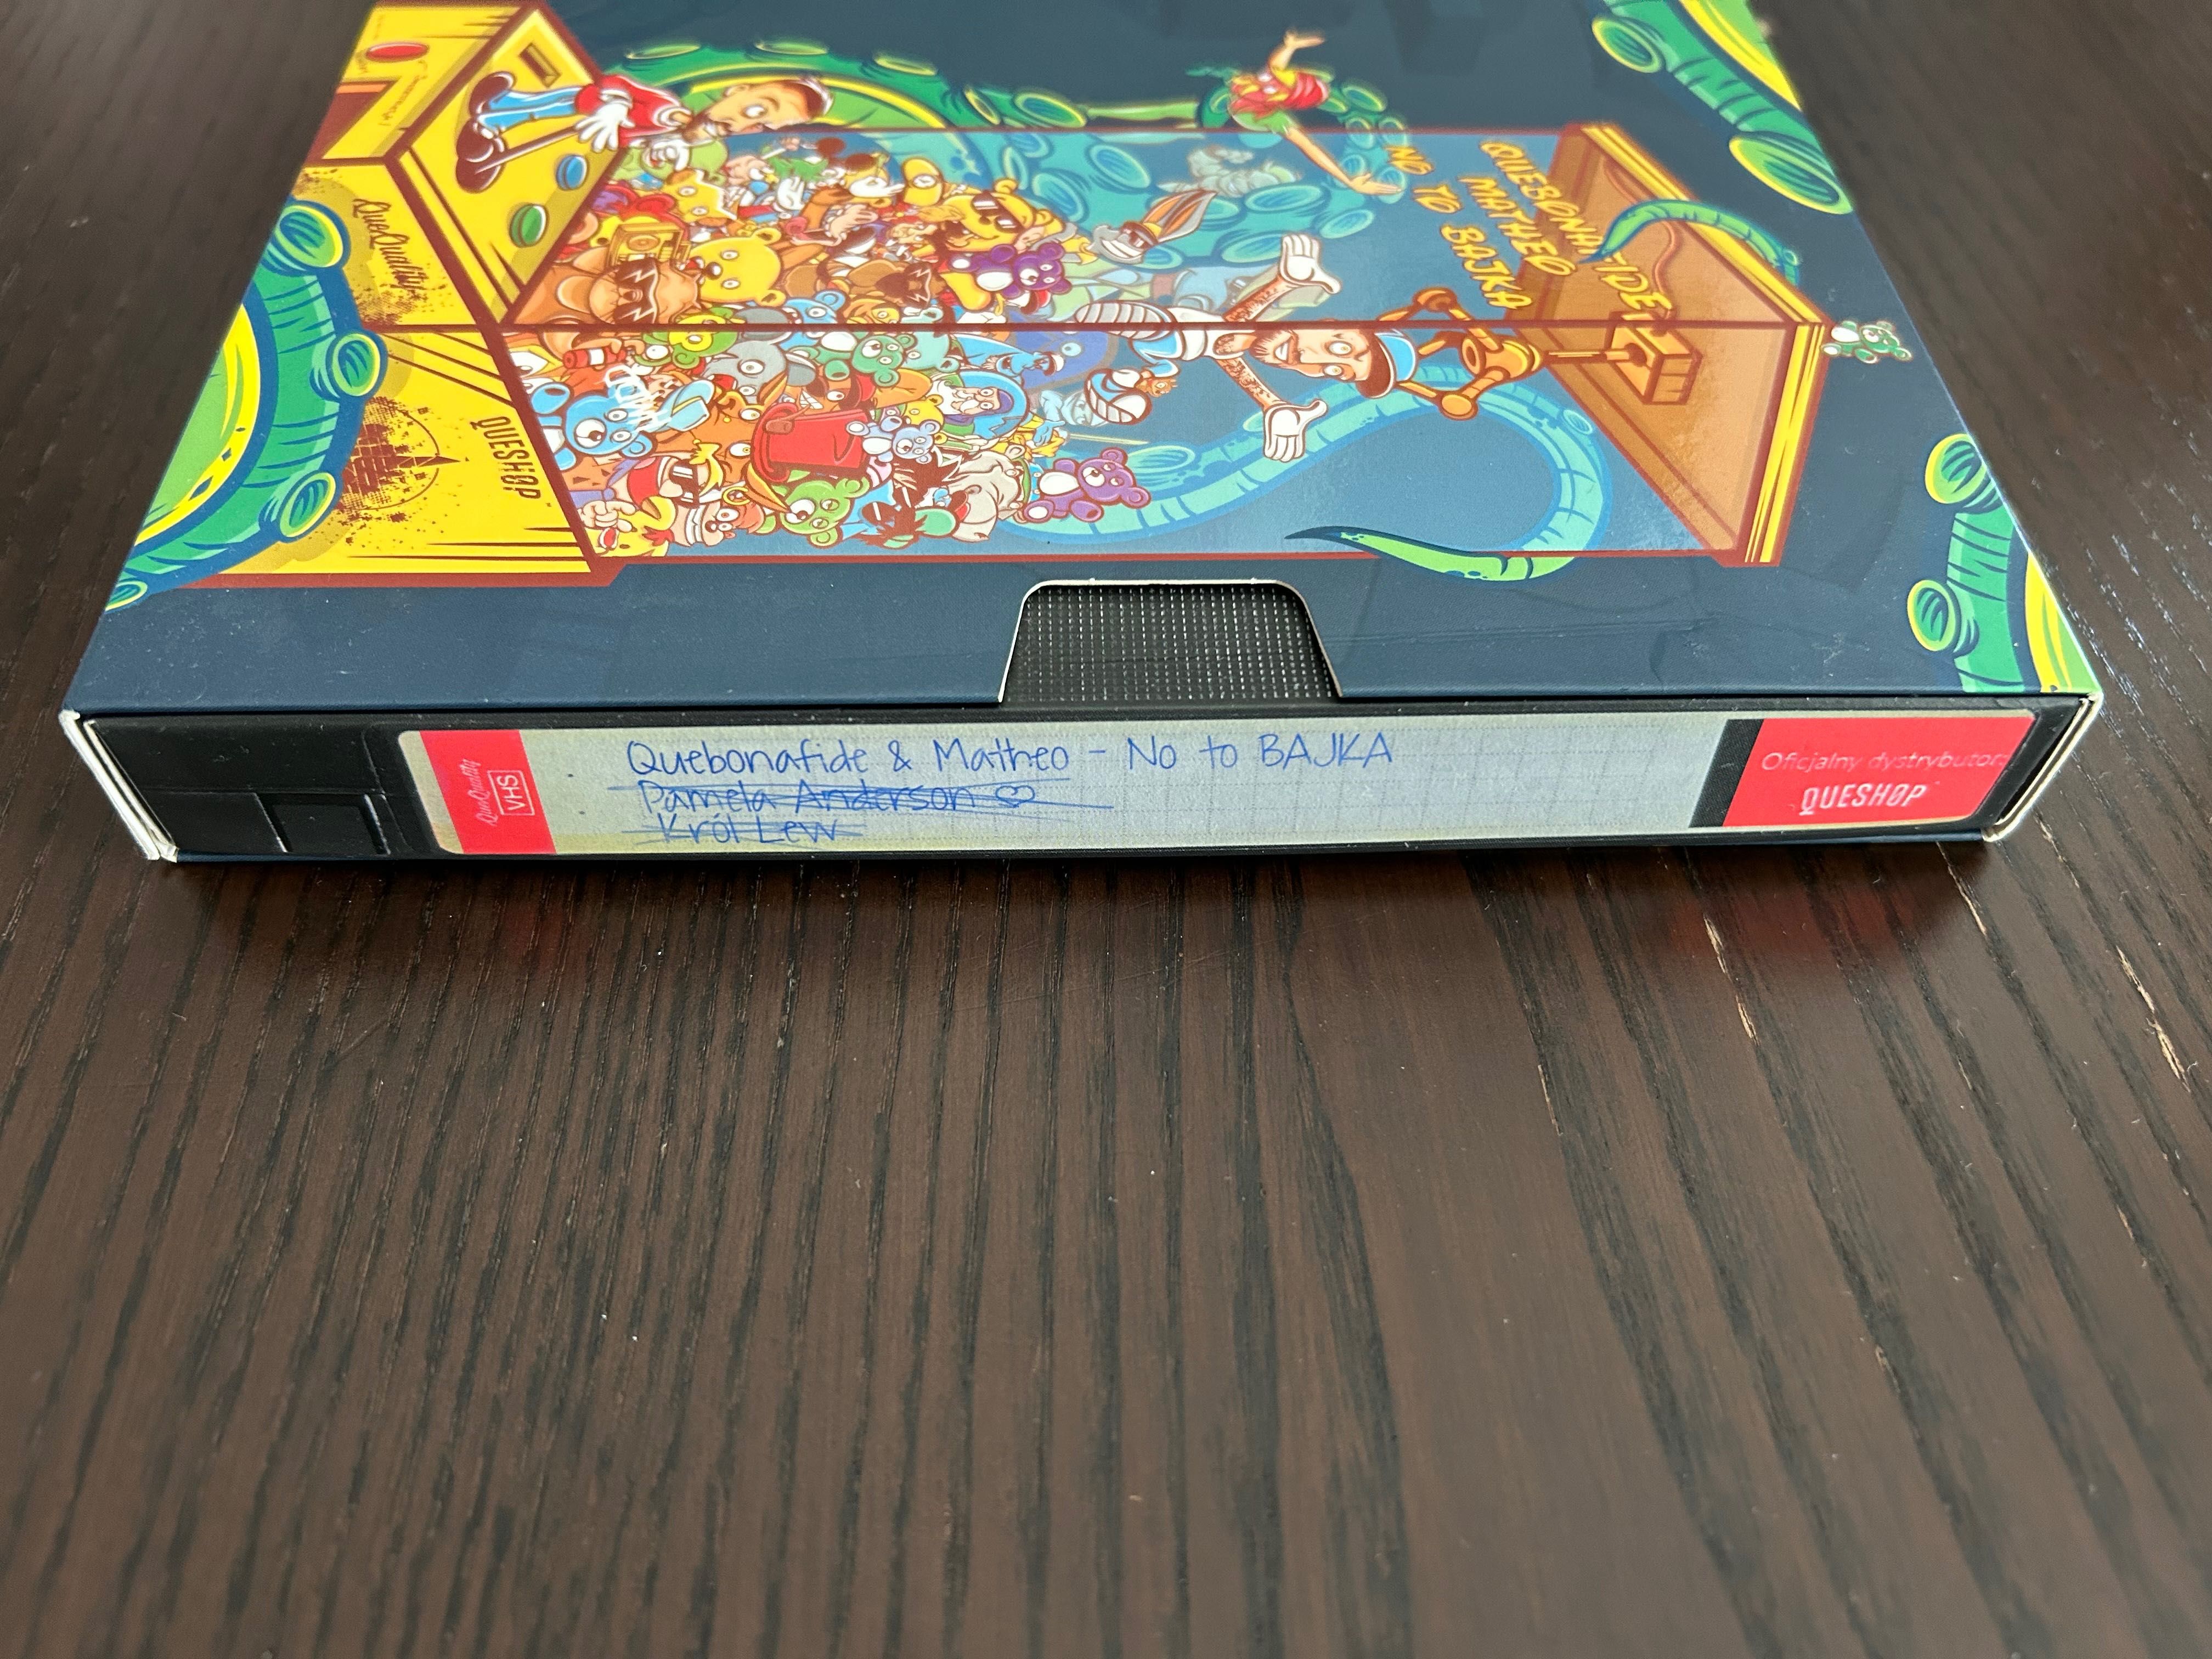 QueQuality
QUESHOP
QUEBONAFIDE
MATHEO
NO TO BAJKA
QueQuality
VHS
Quebonafide & Matheo - No to BAJKA
Pamela Anderson ♡
Król Lew
Oficjalny dystrybutor:
QUESHOP